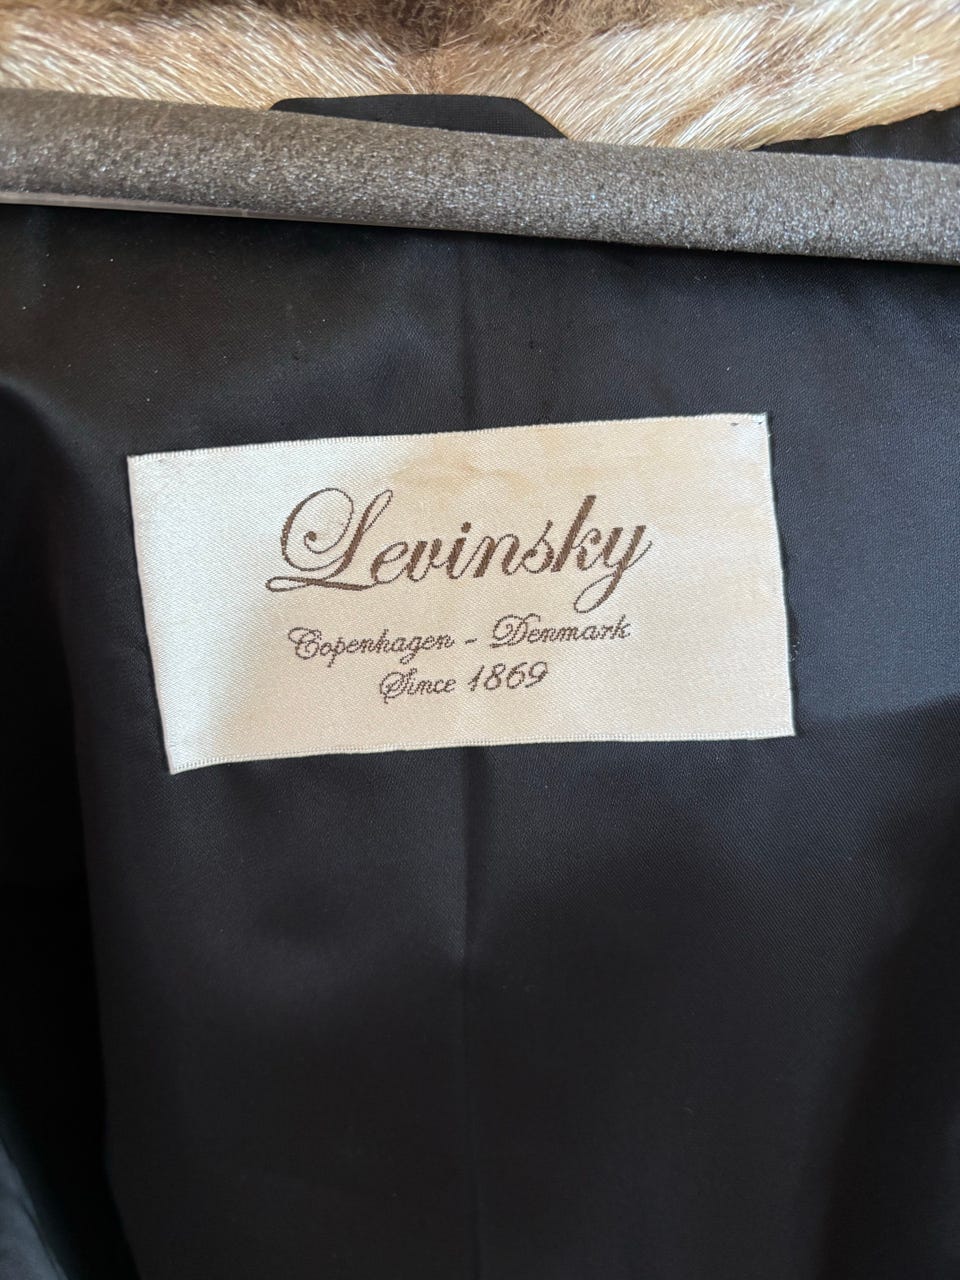 Levinsky
Copenhagen - Denmark
Since 1869